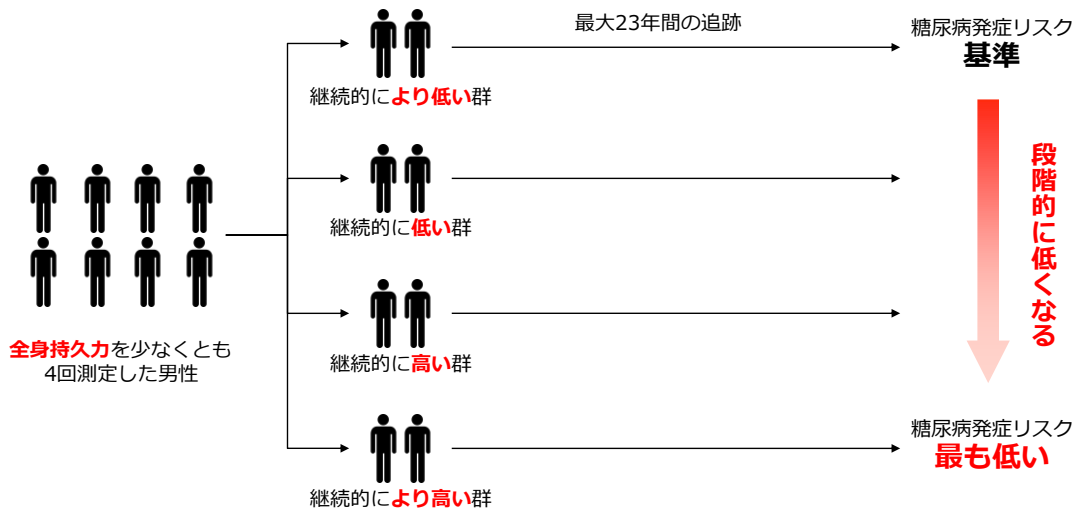 最大23年間の追跡
糖尿病発症リスク
基準
継続的により低い群
段階的に低くなる
継続的に低い群
全身持久力を少なくとも
4回測定した男性
継続的に高い群
糖尿病発症リスク
最も低い
継続的により高い群